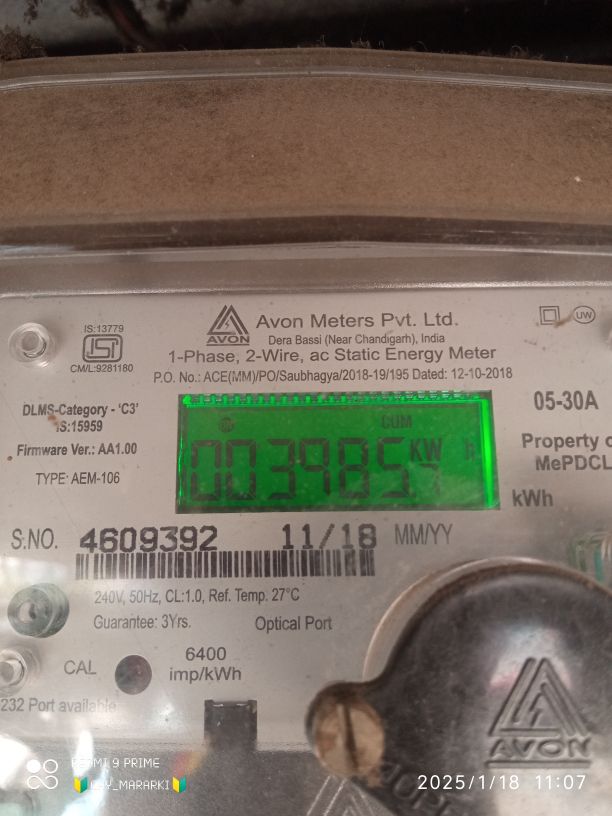 IS:13779
ISI
CM/L:9281180
AVON
Avon Meters Pvt. Ltd.
Dera Bassi (Near Chandigarh), India
1-Phase, 2-Wire, ac Static Energy Meter
P.O. No.: ACE(MM)/PO/Saubhagya/2018-19/195 Dated: 12-10-2018
UW
DLMS-Category - 'C3'
IS:15959
Firmware Ver.: AA1.00
TYPE: AEM-106
CUM
003985 KW h
05-30A
Property o
MePDCL
kWh
S.NO. 4609392 11/18 MM/YY
240V, 50Hz, CL:1.0, Ref. Temp. 27°C
Guarantee: 3Yrs. Optical Port
CAL
6400
imp/kWh
232 Port available
AVON
REDMI 9 PRIME
2025/1/18 11:07